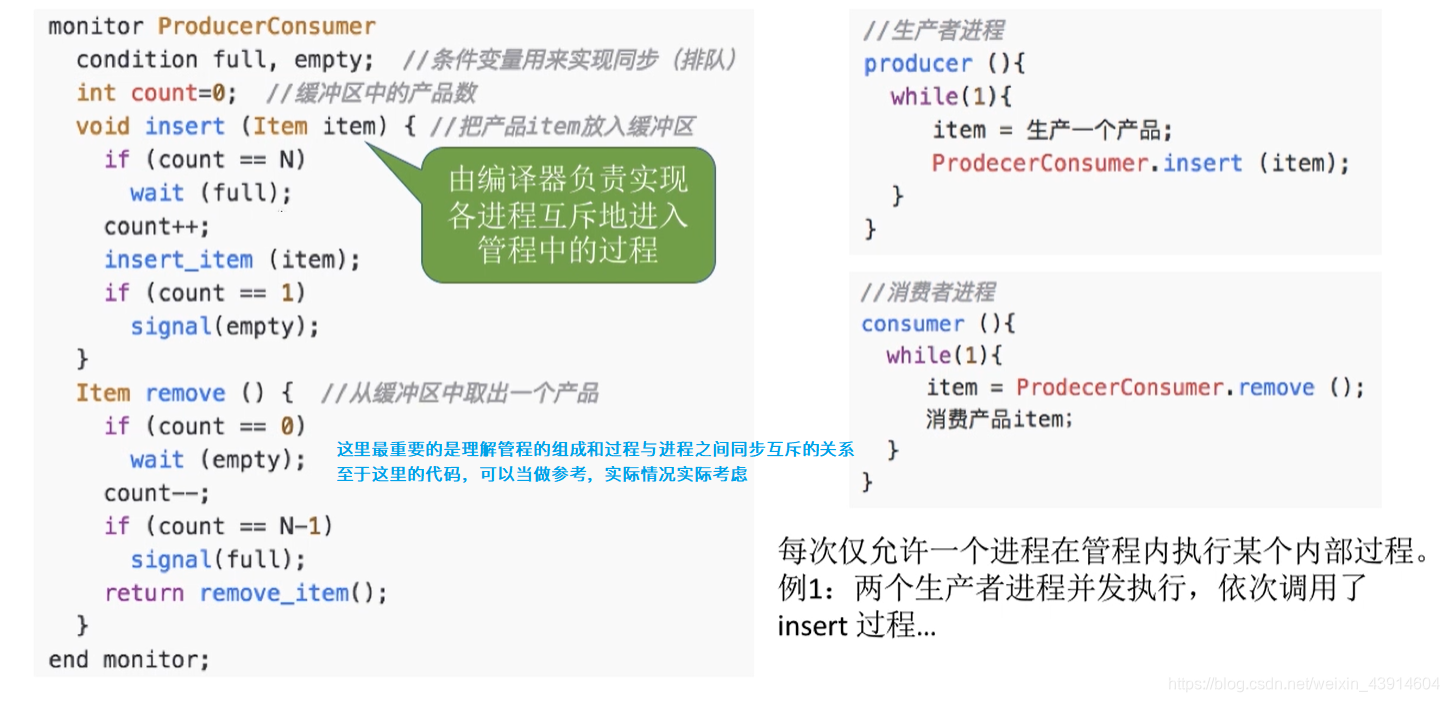 monitor ProducerConsumer
condition full, empty; //条件变量用来实现同步（排队）
int count=0; //缓冲区中的产品数
void insert (Item item) { //把产品item放入缓冲区
if (count == N)
wait (full);
count++;
insert_item (item);
if (count == 1)
signal(empty);
}
Item remove () { //从缓冲区中取出一个产品
if (count == 0)
wait (empty);
count--;
if (count == N-1)
signal(full);
return remove_item();
}
end monitor;
由编译器负责实现
各进程互斥地进入
管程中的过程
这里最重要的是理解管程的组成和过程与进程之间同步互斥的关系
至于这里的代码，可以当做参考，实际情况实际考虑
//生产者进程
producer (){
while(1){
item = 生产一个产品;
ProdecerConsumer.insert (item);
}
}
//消费者进程
consumer (){
while(1){
item = ProdecerConsumer.remove ();
消费产品item;
}
}
每次仅允许一个进程在管程内执行某个内部过程。
例1：两个生产者进程并发执行，依次调用了
insert 过程...
https://blog.csdn.net/weixin_43914604